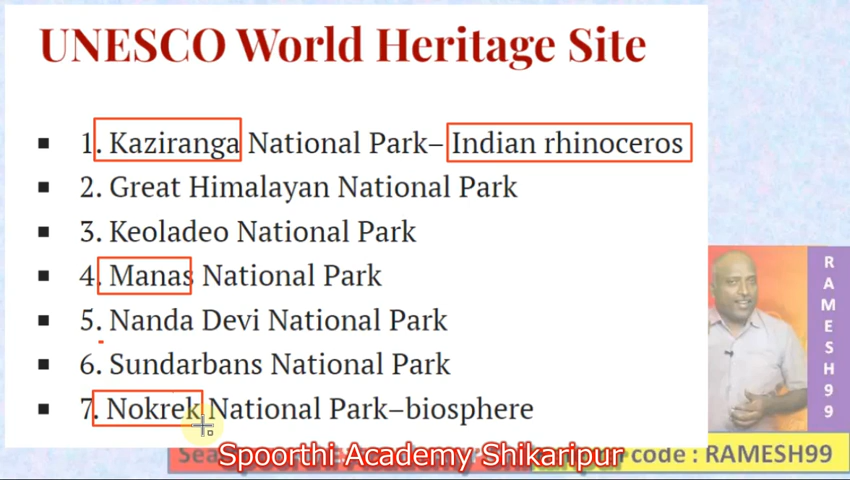 UNESCO World Heritage Site
1. Kaziranga National Park– Indian rhinoceros
2. Great Himalayan National Park
3. Keoladeo National Park
4. Manas National Park
5. Nanda Devi National Park
6. Sundarbans National Park
7. Nokrek National Park–biosphere
RAMESH99
Spoorthi Academy Shikaripur
Sea
code : RAMESH99